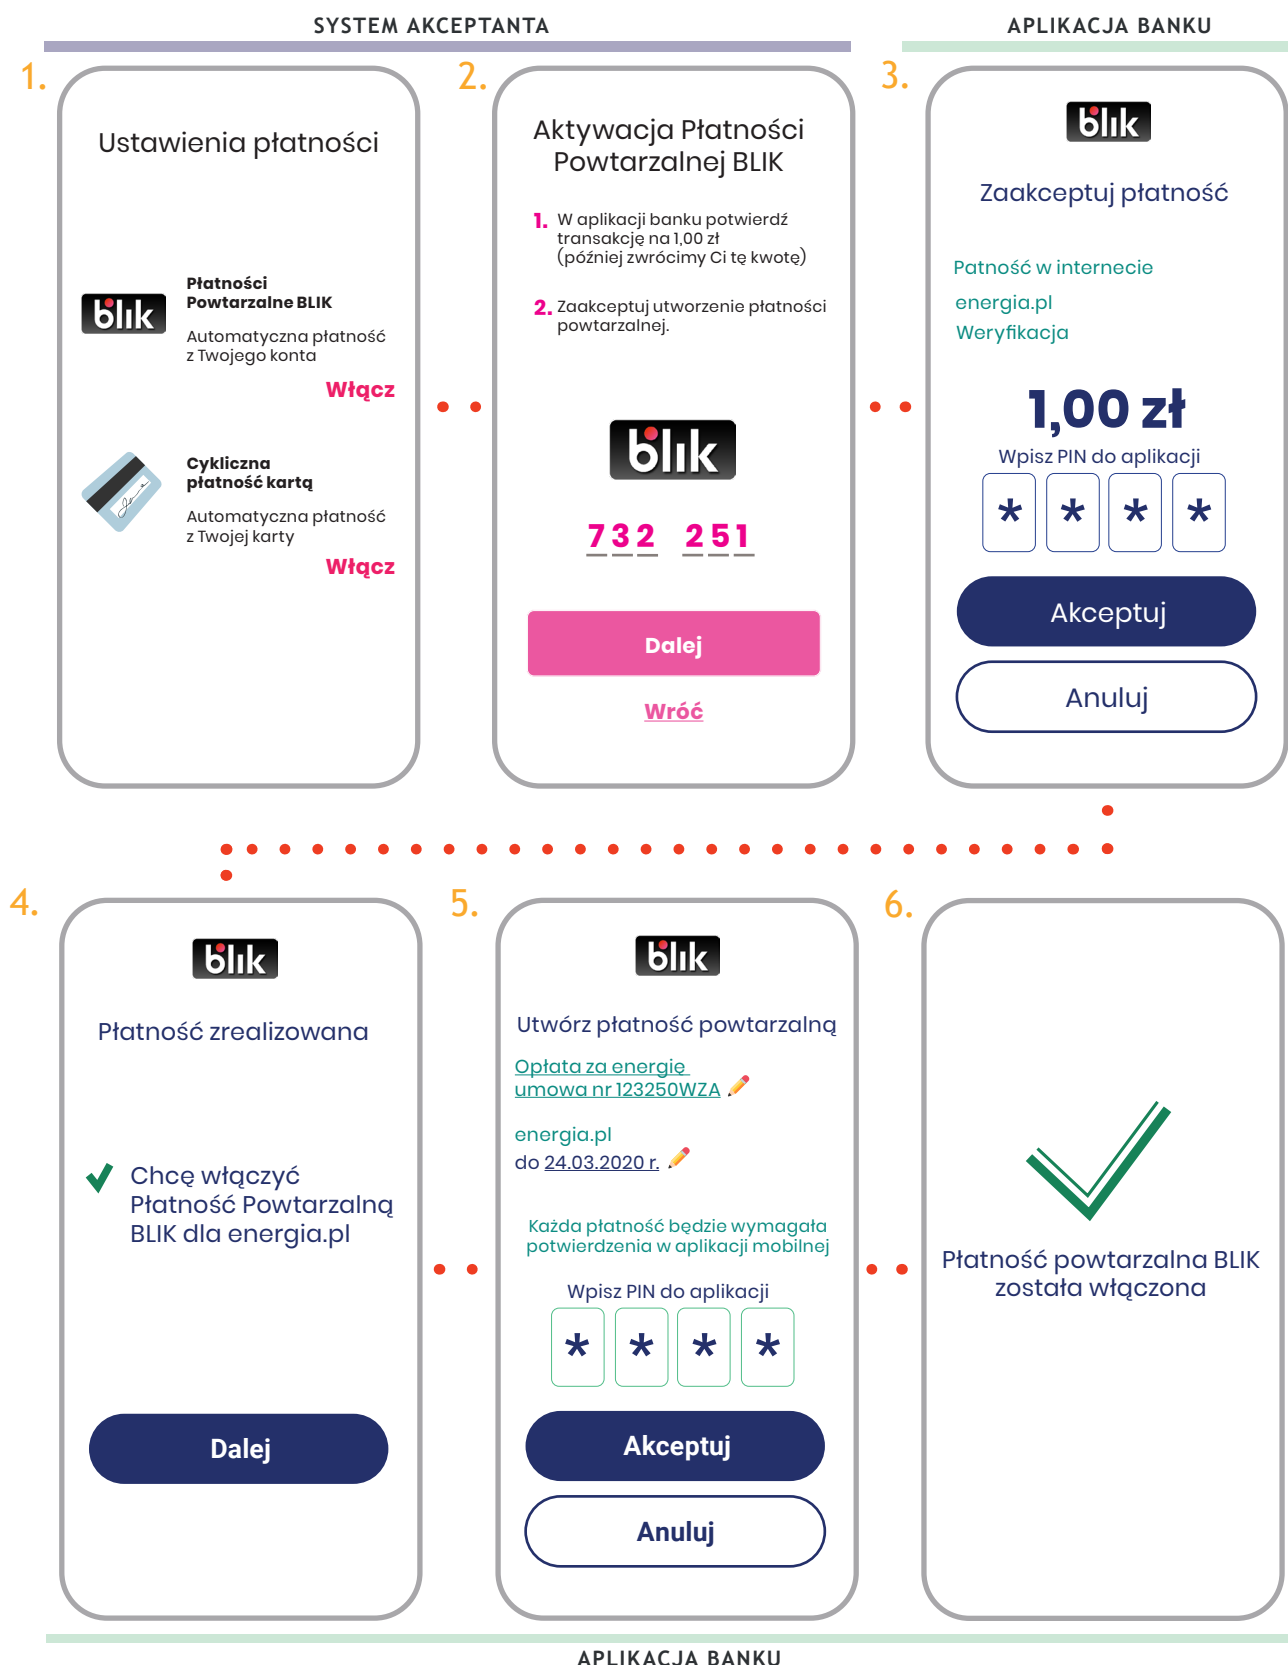 SYSTEM AKCEPTANTA
APLIKACJA BANKU
1.
Ustawienia płatności
blik
Płatności
Powtarzalne BLIK
Automatyczna płatność
z Twojego konta
Włącz
Cykliczna
płatność kartą
Automatyczna płatność
z Twojej karty
Włącz
2.
Aktywacja Płatności
Powtarzalnej BLIK
1. W aplikacji banku potwierdź
transakcję na 1,00 zł
(później zwrócimy Ci tę kwotę)
2. Zaakceptuj utworzenie płatności
powtarzalnej.
blik
732 251
Dalej
Wróć
3.
blik
Zaakceptuj płatność
Patność w internecie
energia.pl
Weryfikacja
1,00 zł
Wpisz PIN do aplikacji
* * * *
Akceptuj
Anuluj
4.
blik
Płatność zrealizowana
Chcę włączyć
Płatność Powtarzalną
BLIK dla energia.pl
Dalej
5.
blik
Utwórz płatność powtarzalną
Opłata za energię
umowa nr 123250WZA
energia.pl
do 24.03.2020 r.
Każda płatność będzie wymagała
potwierdzenia w aplikacji mobilnej
Wpisz PIN do aplikacji
* * * *
Akceptuj
Anuluj
6.
Płatność powtarzalna BLIK
została włączona
APLIKACJA BANKU